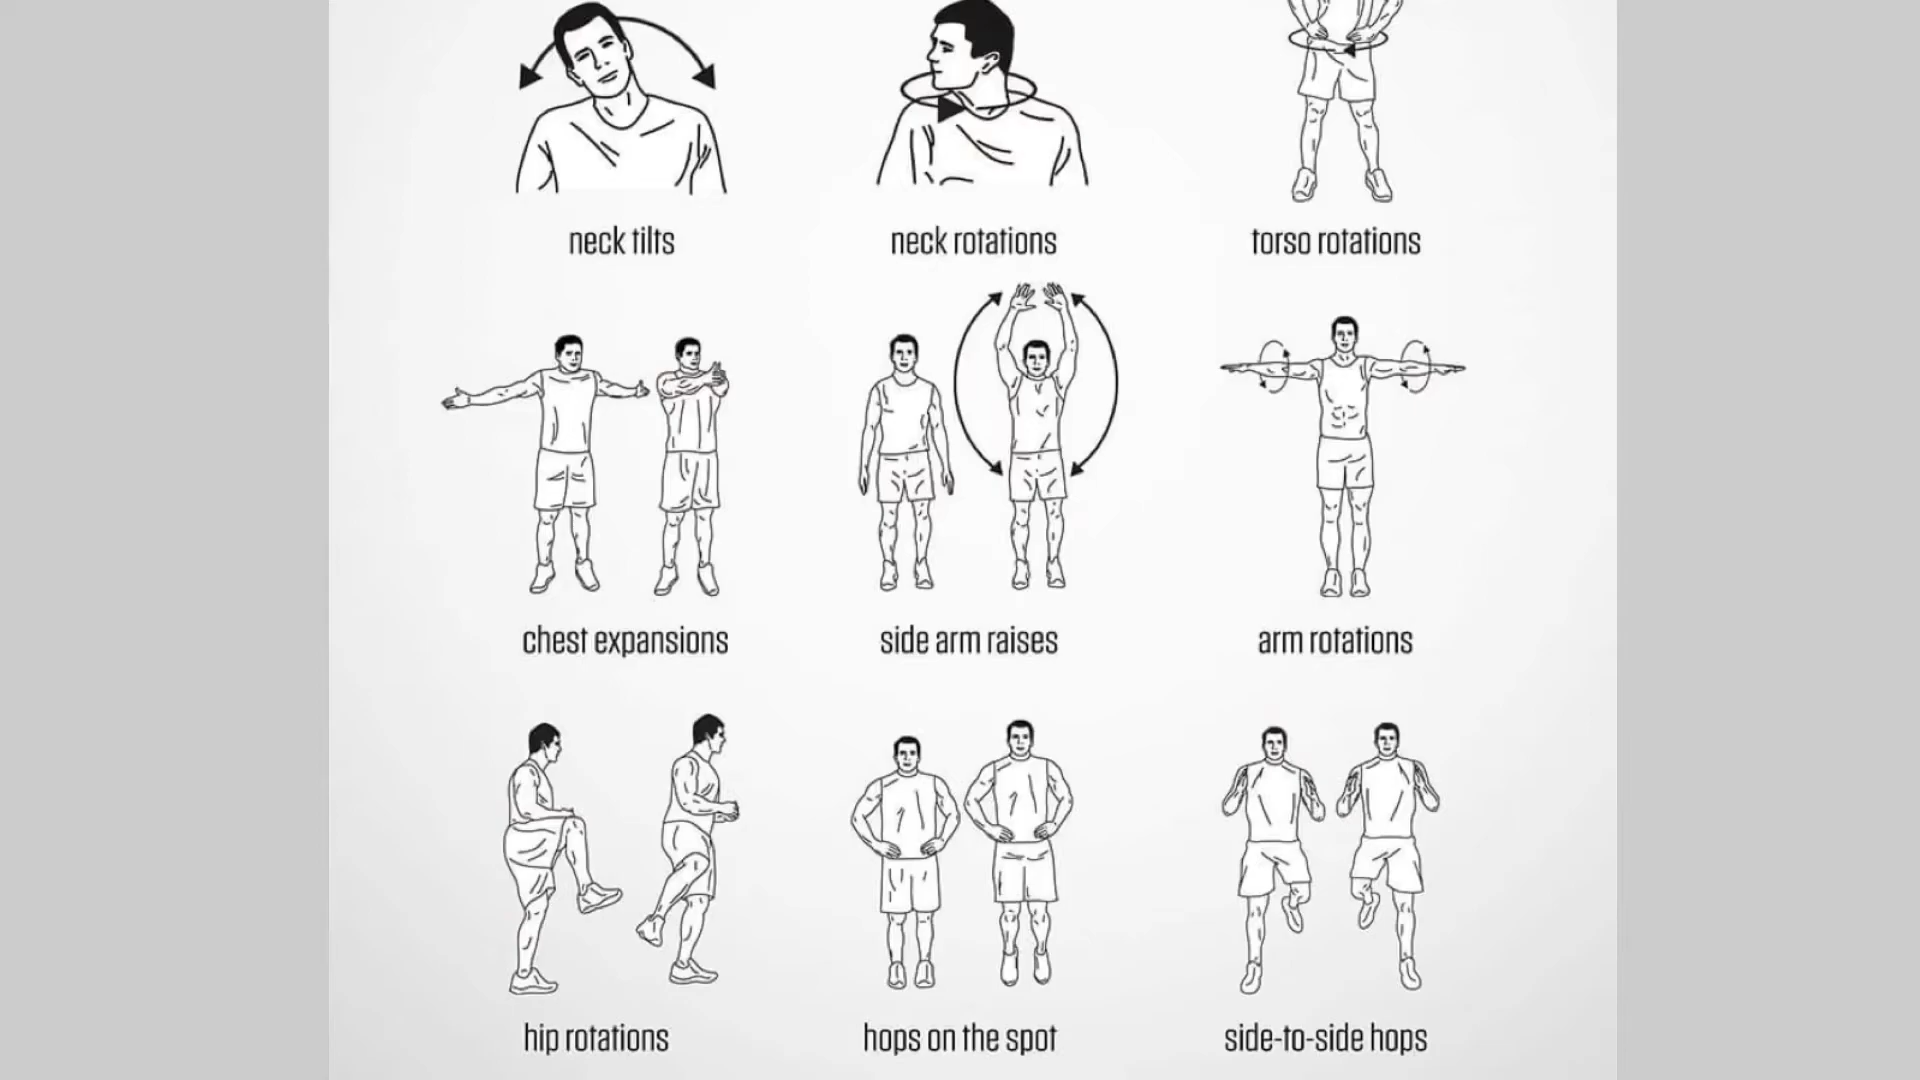 neck tilts
neck rotations
torso rotations
chest expansions
side arm raises
arm rotations
hip rotations
hops on the spot
side-to-side hops